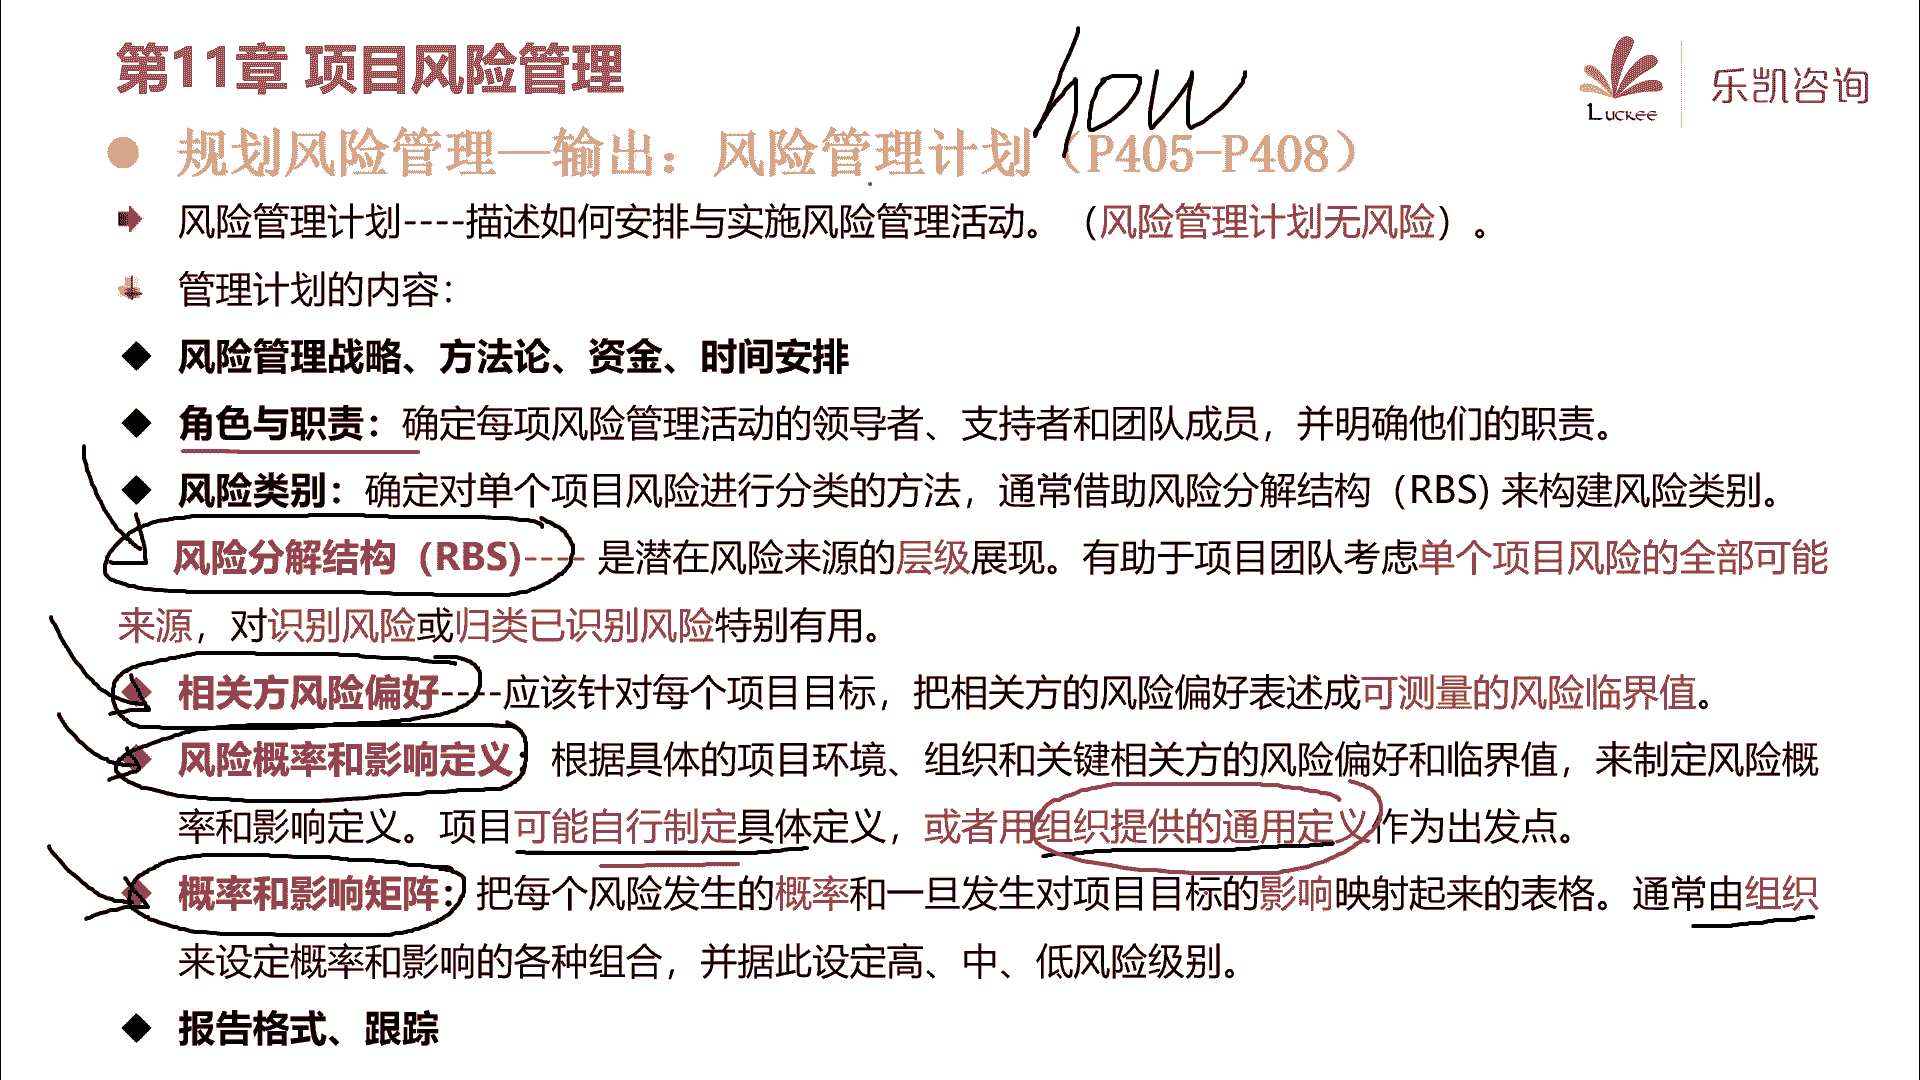 第11章 项目风险管理
how
Luckee
乐凯咨询
规划风险管理—输出：风险管理计划（P405-P408）
风险管理计划----描述如何安排与实施风险管理活动。（风险管理计划无风险）。
管理计划的内容：
风险管理战略、方法论、资金、时间安排
角色与职责：确定每项风险管理活动的领导者、支持者和团队成员，并明确他们的职责。
风险类别：确定对单个项目风险进行分类的方法，通常借助风险分解结构（RBS) 来构建风险类别。
风险分解结构（RBS)---- 是潜在风险来源的层级展现。有助于项目团队考虑单个项目风险的全部可能
来源，对识别风险或归类已识别风险特别有用。
相关方风险偏好----应该针对每个项目目标，把相关方的风险偏好表述成可测量的风险临界值。
风险概率和影响定义：根据具体的项目环境、组织和关键相关方的风险偏好和临界值，来制定风险概
率和影响定义。项目可能自行制定具体定义，或者用组织提供的通用定义作为出发点。
概率和影响矩阵：把每个风险发生的概率和一旦发生对项目目标的影响映射起来的表格。通常由组织
来设定概率和影响的各种组合，并据此设定高、中、低风险级别。
报告格式、跟踪